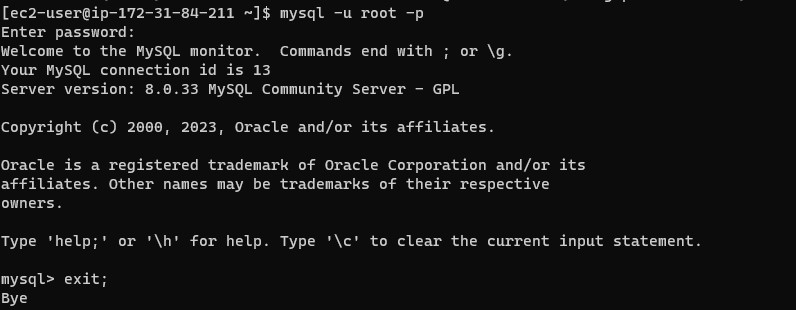 [ec2-user@ip-172-31-84-211 ~]$ mysql -u root -p
Enter password:
Welcome to the MySQL monitor.  Commands end with ; or \g.
Your MySQL connection id is 13
Server version: 8.0.33 MySQL Community Server - GPL
Copyright (c) 2000, 2023, Oracle and/or its affiliates.
Oracle is a registered trademark of Oracle Corporation and/or its
affiliates. Other names may be trademarks of their respective
owners.
Type 'help;' or '\h' for help. Type '\c' to clear the current input statement.
mysql> exit;
Bye